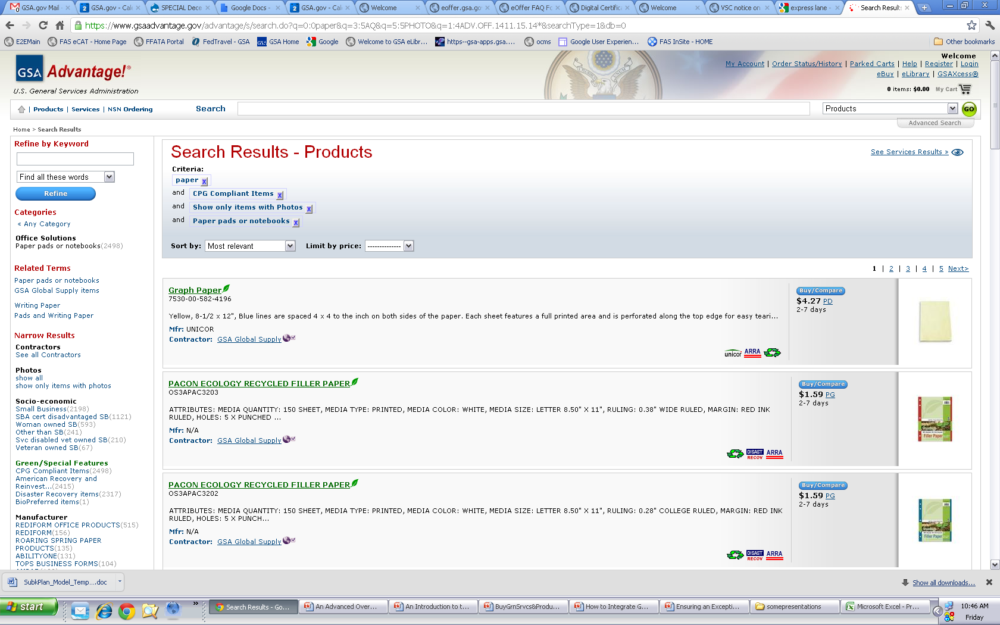 GSA.gov Mail -
GSA.gov - Cal
SPECIAL Dece
Google Docs -
GSA.gov - Cal
Welcome
eoffer.gsa.go
eOffer FAQ Fo
Digital Certific
Welcome
VSC notice on
express lane -
Search Results
https://www.gsaadvantage.gov/advantage/s/search.do?q=0:0paper&q=3:5AQ&q=5:5PHOTO&q=1:4ADV.OFF.1411.15.14*&searchType=1&db=0
E2EMain
FAS eCAT - Home Page
FFATA Portal
FedTravel - GSA
GSA Home
Google
Welcome to GSA eLibr...
https--gsa-apps.gsa....
ocms
Google User Experien...
FAS InSite - HOME
Other bookmarks
GSA Advantage!®
U.S. General Services Administration
Welcome
My Account | Order Status/History | Parked Carts | Help | Register | Login
eBuy | eLibrary | GSAXcess®
0 items: $0.00 My Cart
| Products | Services | NSN Ordering
Search
Products
GO
Advanced Search
Home > Search Results
Refine by Keyword
Find all these words
Refine
Categories
« Any Category
Office Solutions
Paper pads or notebooks(2498)
Related Terms
Paper pads or notebooks
GSA Global Supply items
Writing Paper
Pads and Writing Paper
Narrow Results
Contractors
See all Contractors
Photos
show all
show only items with photos
Socio-economic
Small Business(2198)
SBA cert disadvantaged SB(1121)
Woman owned SB(593)
Other than SB(241)
Svc disabled vet owned SB(210)
Veteran owned SB(67)
Green/Special Features
CPG Compliant Items(2498)
American Recovery and
Reinvest...(2415)
Disaster Recovery items(2317)
BioPreferred items(1)
Manufacturer
REDIFORM OFFICE PRODUCTS(515)
REDIFORM(156)
ROARING SPRING PAPER
PRODUCTS(135)
ABILITYONE(131)
TOPS BUSINESS FORMS(104)
Search Results - Products
See Services Results »
Criteria:
paper x
and CPG Compliant Items x
and Show only items with Photos x
and Paper pads or notebooks x
Sort by: Most relevant
Limit by price: --------------
1 | 2 | 3 | 4 | 5 Next>
Graph Paper
7530-00-582-4196
Yellow, 8-1/2 x 12", Blue lines are spaced 4 x 4 to the inch on both sides of the paper. Each sheet features a full printed area and is perforated along the top edge for easy teari...
Mfr: UNICOR
Contractor: GSA Global Supply
unicor ARRA
Buy/Compare
$4.27 PD
2-7 days
PACON ECOLOGY RECYCLED FILLER PAPER
OS3APAC3203
ATTRIBUTES: MEDIA QUANTITY: 150 SHEET, MEDIA TYPE: PRINTED, MEDIA COLOR: WHITE, MEDIA SIZE: LETTER 8.50" X 11", RULING: 0.38" WIDE RULED, MARGIN: RED INK
RULED, HOLES: 5 X PUNCHED ...
Mfr: N/A
Contractor: GSA Global Supply
DISAST RECOV ARRA
Buy/Compare
$1.59 PG
2-7 days
Filler Paper
PACON ECOLOGY RECYCLED FILLER PAPER
OS3APAC3202
ATTRIBUTES: MEDIA QUANTITY: 150 SHEET, MEDIA TYPE: PRINTED, MEDIA COLOR: WHITE, MEDIA SIZE: LETTER 8.50" X 11", RULING: 0.28" COLLEGE RULED, MARGIN: RED INK
RULED, HOLES: 5 X PUNCH...
Mfr: N/A
Contractor: GSA Global Supply
DISAST RECOV ARRA
Buy/Compare
$1.59 PG
2-7 days
Filler Paper
SubkPlan_Model_Temp....doc
Show all downloads...
start
Search Results - Go...
An Advanced Over...
An Introduction to t...
BuyGrnSrvcs&Produ...
How to Integrate G...
Ensuring an Excepti...
somepresentations
Microsoft Excel - Pr...
10:46 AM
Friday